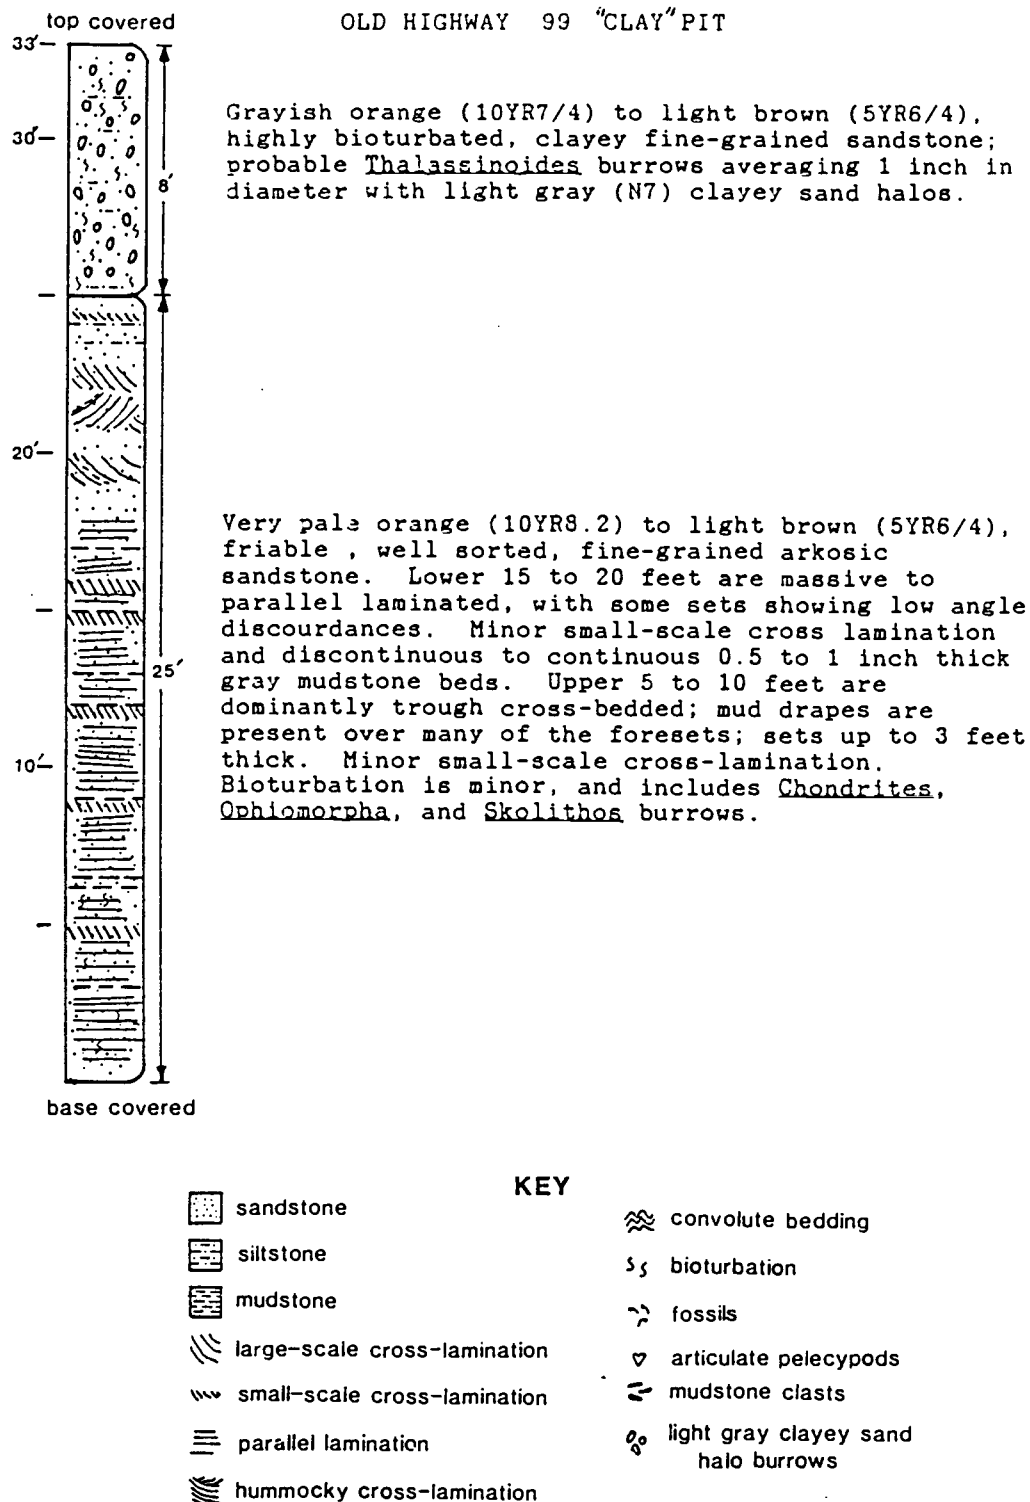 top covered
OLD HIGHWAY 99 "CLAY" PIT
33'
Grayish orange (10YR7/4) to light brown (5YR6/4),
highly bioturbated, clayey fine-grained sandstone;
probable Thalassinoides burrows averaging 1 inch in
diameter with light gray (N7) clayey sand halos.
30'
8'
20'
Very pale orange (10YR8.2) to light brown (5YR6/4),
friable , well sorted, fine-grained arkosic
sandstone. Lower 15 to 20 feet are massive to
parallel laminated, with some sets showing low angle
discourdances. Minor small-scale cross lamination
and discontinuous to continuous 0.5 to 1 inch thick
gray mudstone beds. Upper 5 to 10 feet are
dominantly trough cross-bedded; mud drapes are
present over many of the foresets; sets up to 3 feet
thick. Minor small-scale cross-lamination.
Bioturbation is minor, and includes Chondrites,
Ophiomorpha, and Skolithos burrows.
25'
10'
base covered
KEY
sandstone
siltstone
mudstone
large-scale cross-lamination
small-scale cross-lamination
parallel lamination
hummocky cross-lamination
convolute bedding
bioturbation
fossils
articulate pelecypods
mudstone clasts
light gray clayey sand
halo burrows